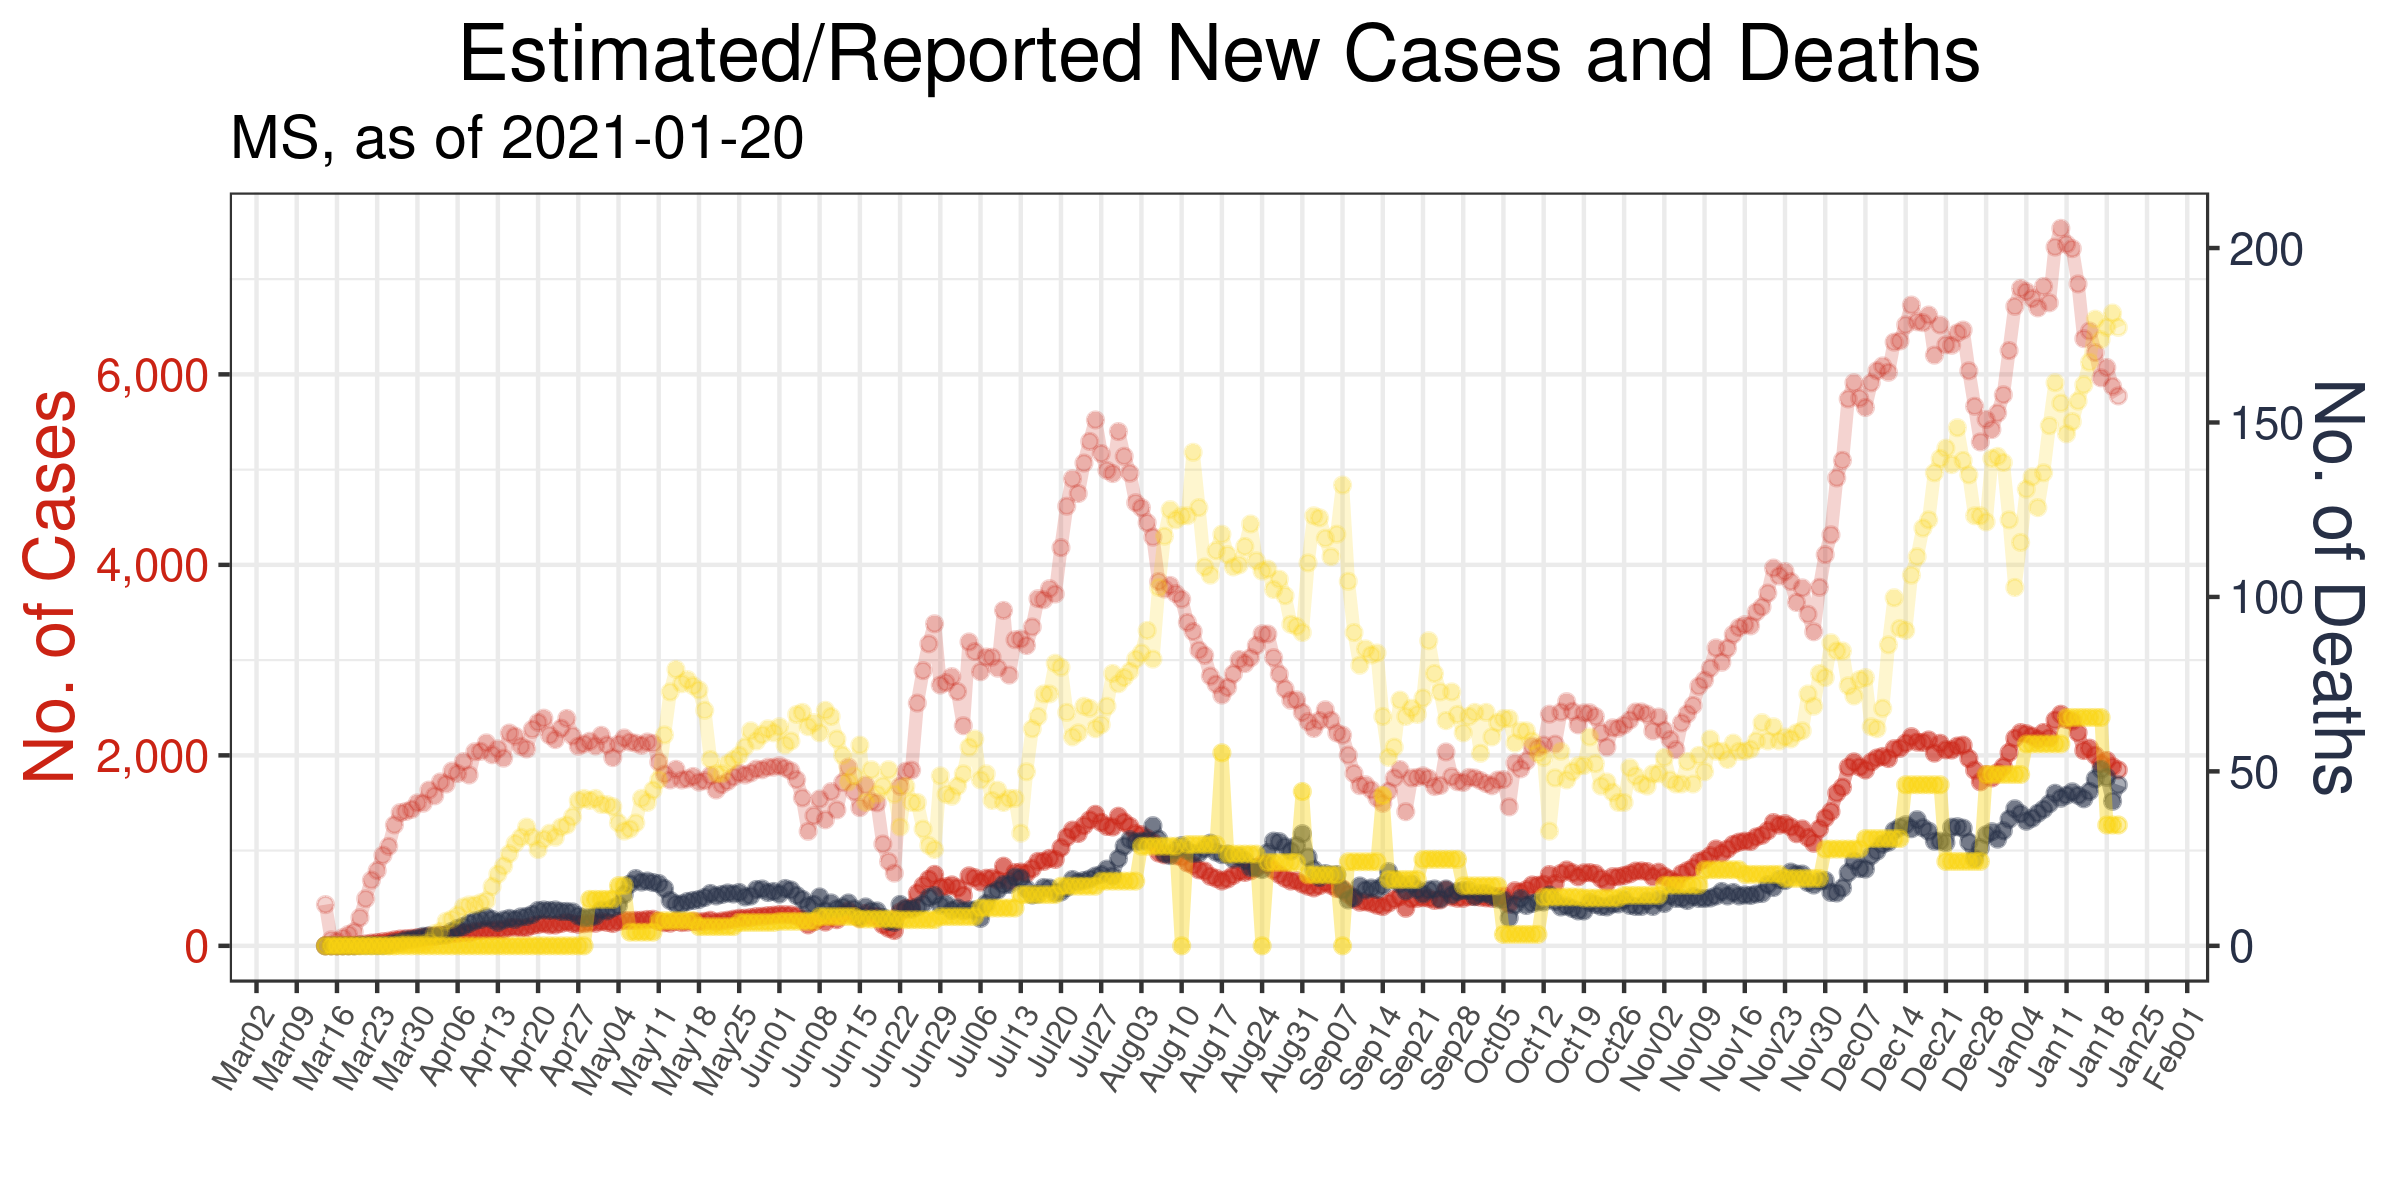 Estimated/Reported New Cases and Deaths
MS, as of 2021-01-20
No. of Cases
6,000
4,000
2,000
0
200
150
100
50
0
No. of Deaths
Mar02
Mar09
Mar16
Mar23
Mar30
Apr06
Apr13
Apr20
Apr27
May04
May11
May18
May25
Jun01
Jun08
Jun15
Jun22
Jun29
Jul06
Jul13
Jul20
Jul27
Aug03
Aug10
Aug17
Aug24
Aug31
Sep07
Sep14
Sep21
Sep28
Oct05
Oct12
Oct19
Oct26
Nov02
Nov09
Nov16
Nov23
Nov30
Dec07
Dec14
Dec21
Dec28
Jan04
Jan11
Jan18
Jan25
Feb01